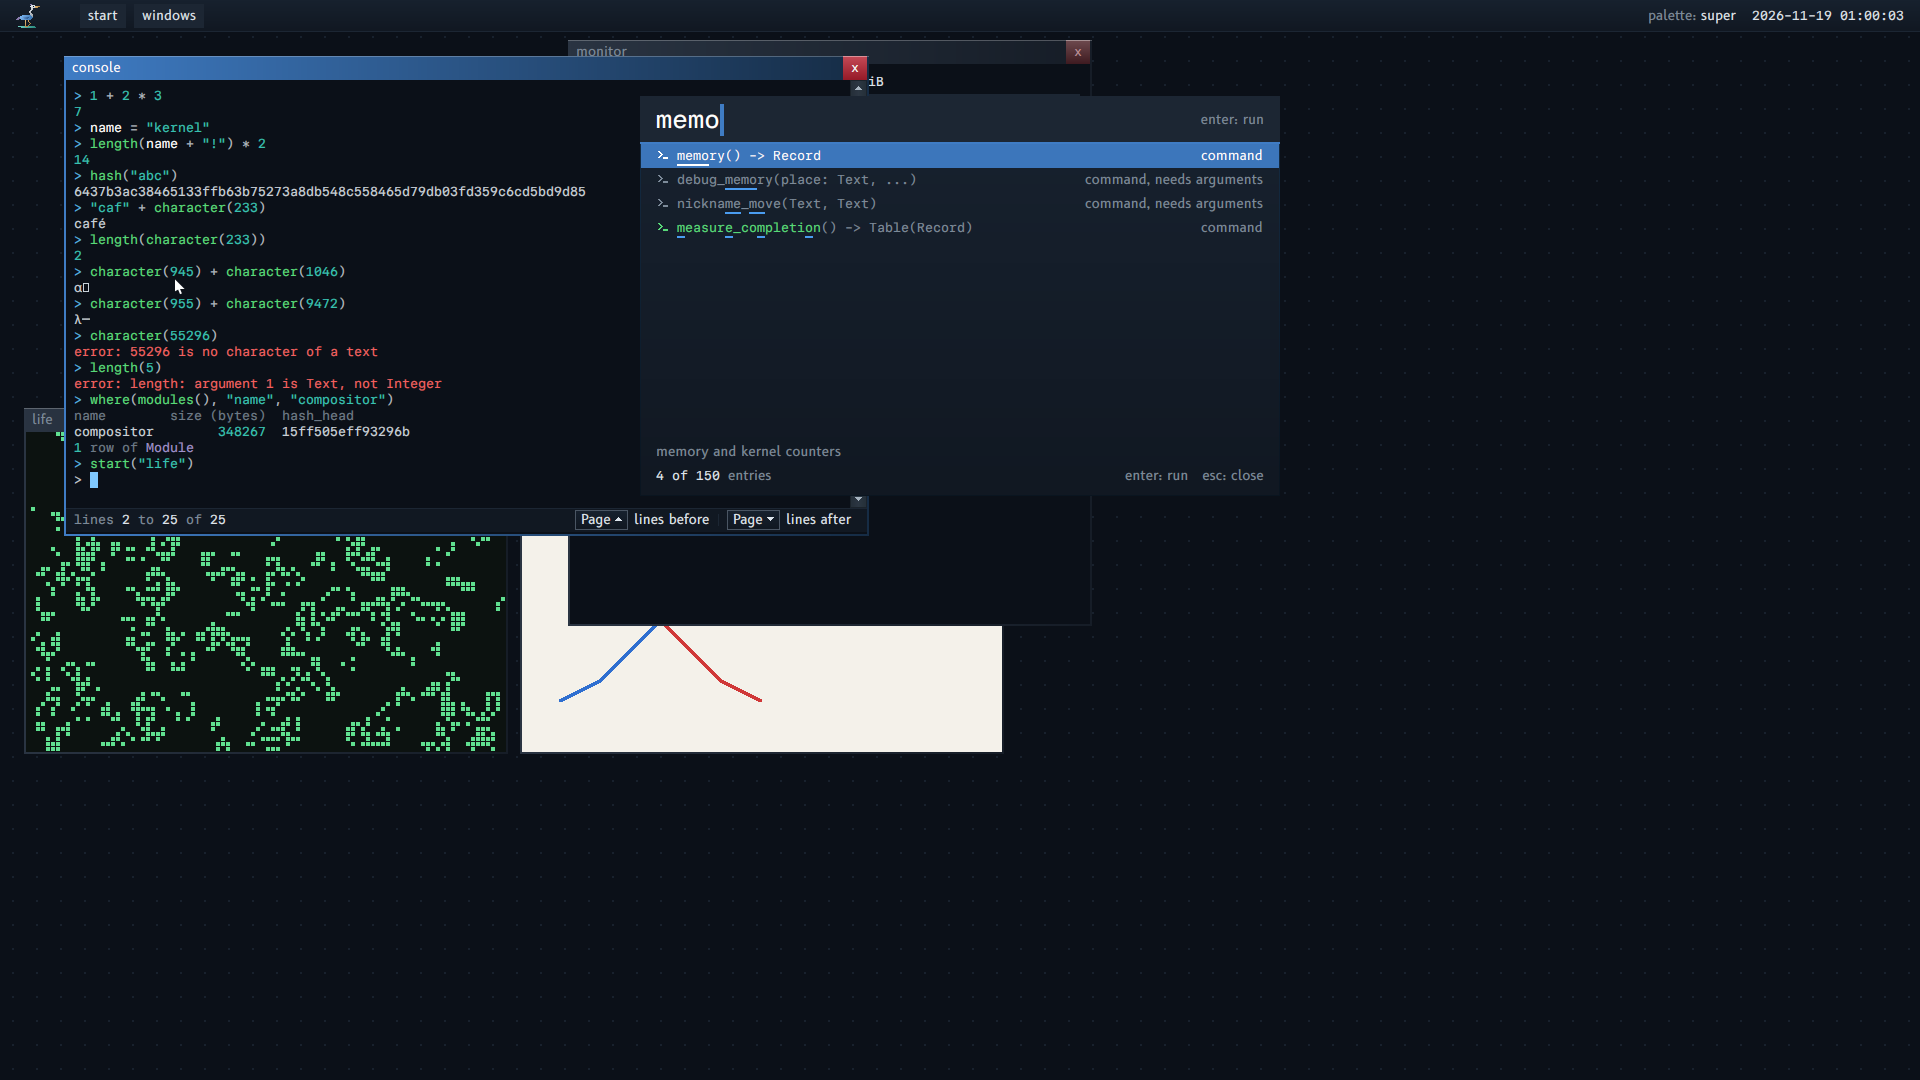 start windows palette: super 2026-11-19 01:00:03
monitor x
console x
iB
> 1 + 2 * 3
7
> name = "kernel"
> length(name + "!") * 2
14
> hash("abc")
6437b3ac38465133ffb63b75273a8db548c558465d79db03fd359c6cd5bd9d85
> "caf" + character(233)
café
> length(character(233))
2
> character(945) + character(1046)
α
> character(955) + character(9472)
λ─
> character(55296)
error: 55296 is no character of a text
> length(5)
error: length: argument 1 is Text, not Integer
> where(modules(), "name", "compositor")
name size (bytes) hash_head
compositor 348267 15ff505eff93296b
1 row of Module
> start("life")
>
lines 2 to 25 of 25 Page lines before Page lines after
memo enter: run
memory() -> Record command
debug_memory(place: Text, ...) command, needs arguments
nickname_move(Text, Text) command, needs arguments
measure_completion() -> Table(Record) command
memory and kernel counters
4 of 150 entries enter: run esc: close
life